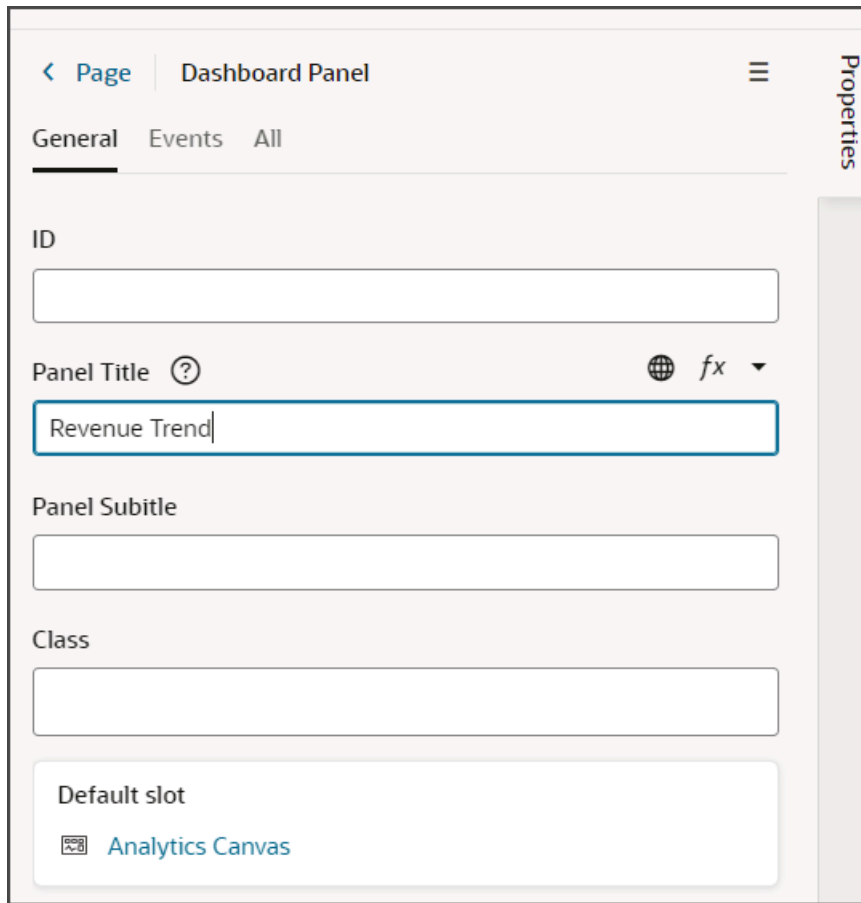 Page Dashboard Panel
Properties
General Events All
ID
Panel Title
fx
Revenue Trend
Panel Subitle
Class
Default slot
Analytics Canvas